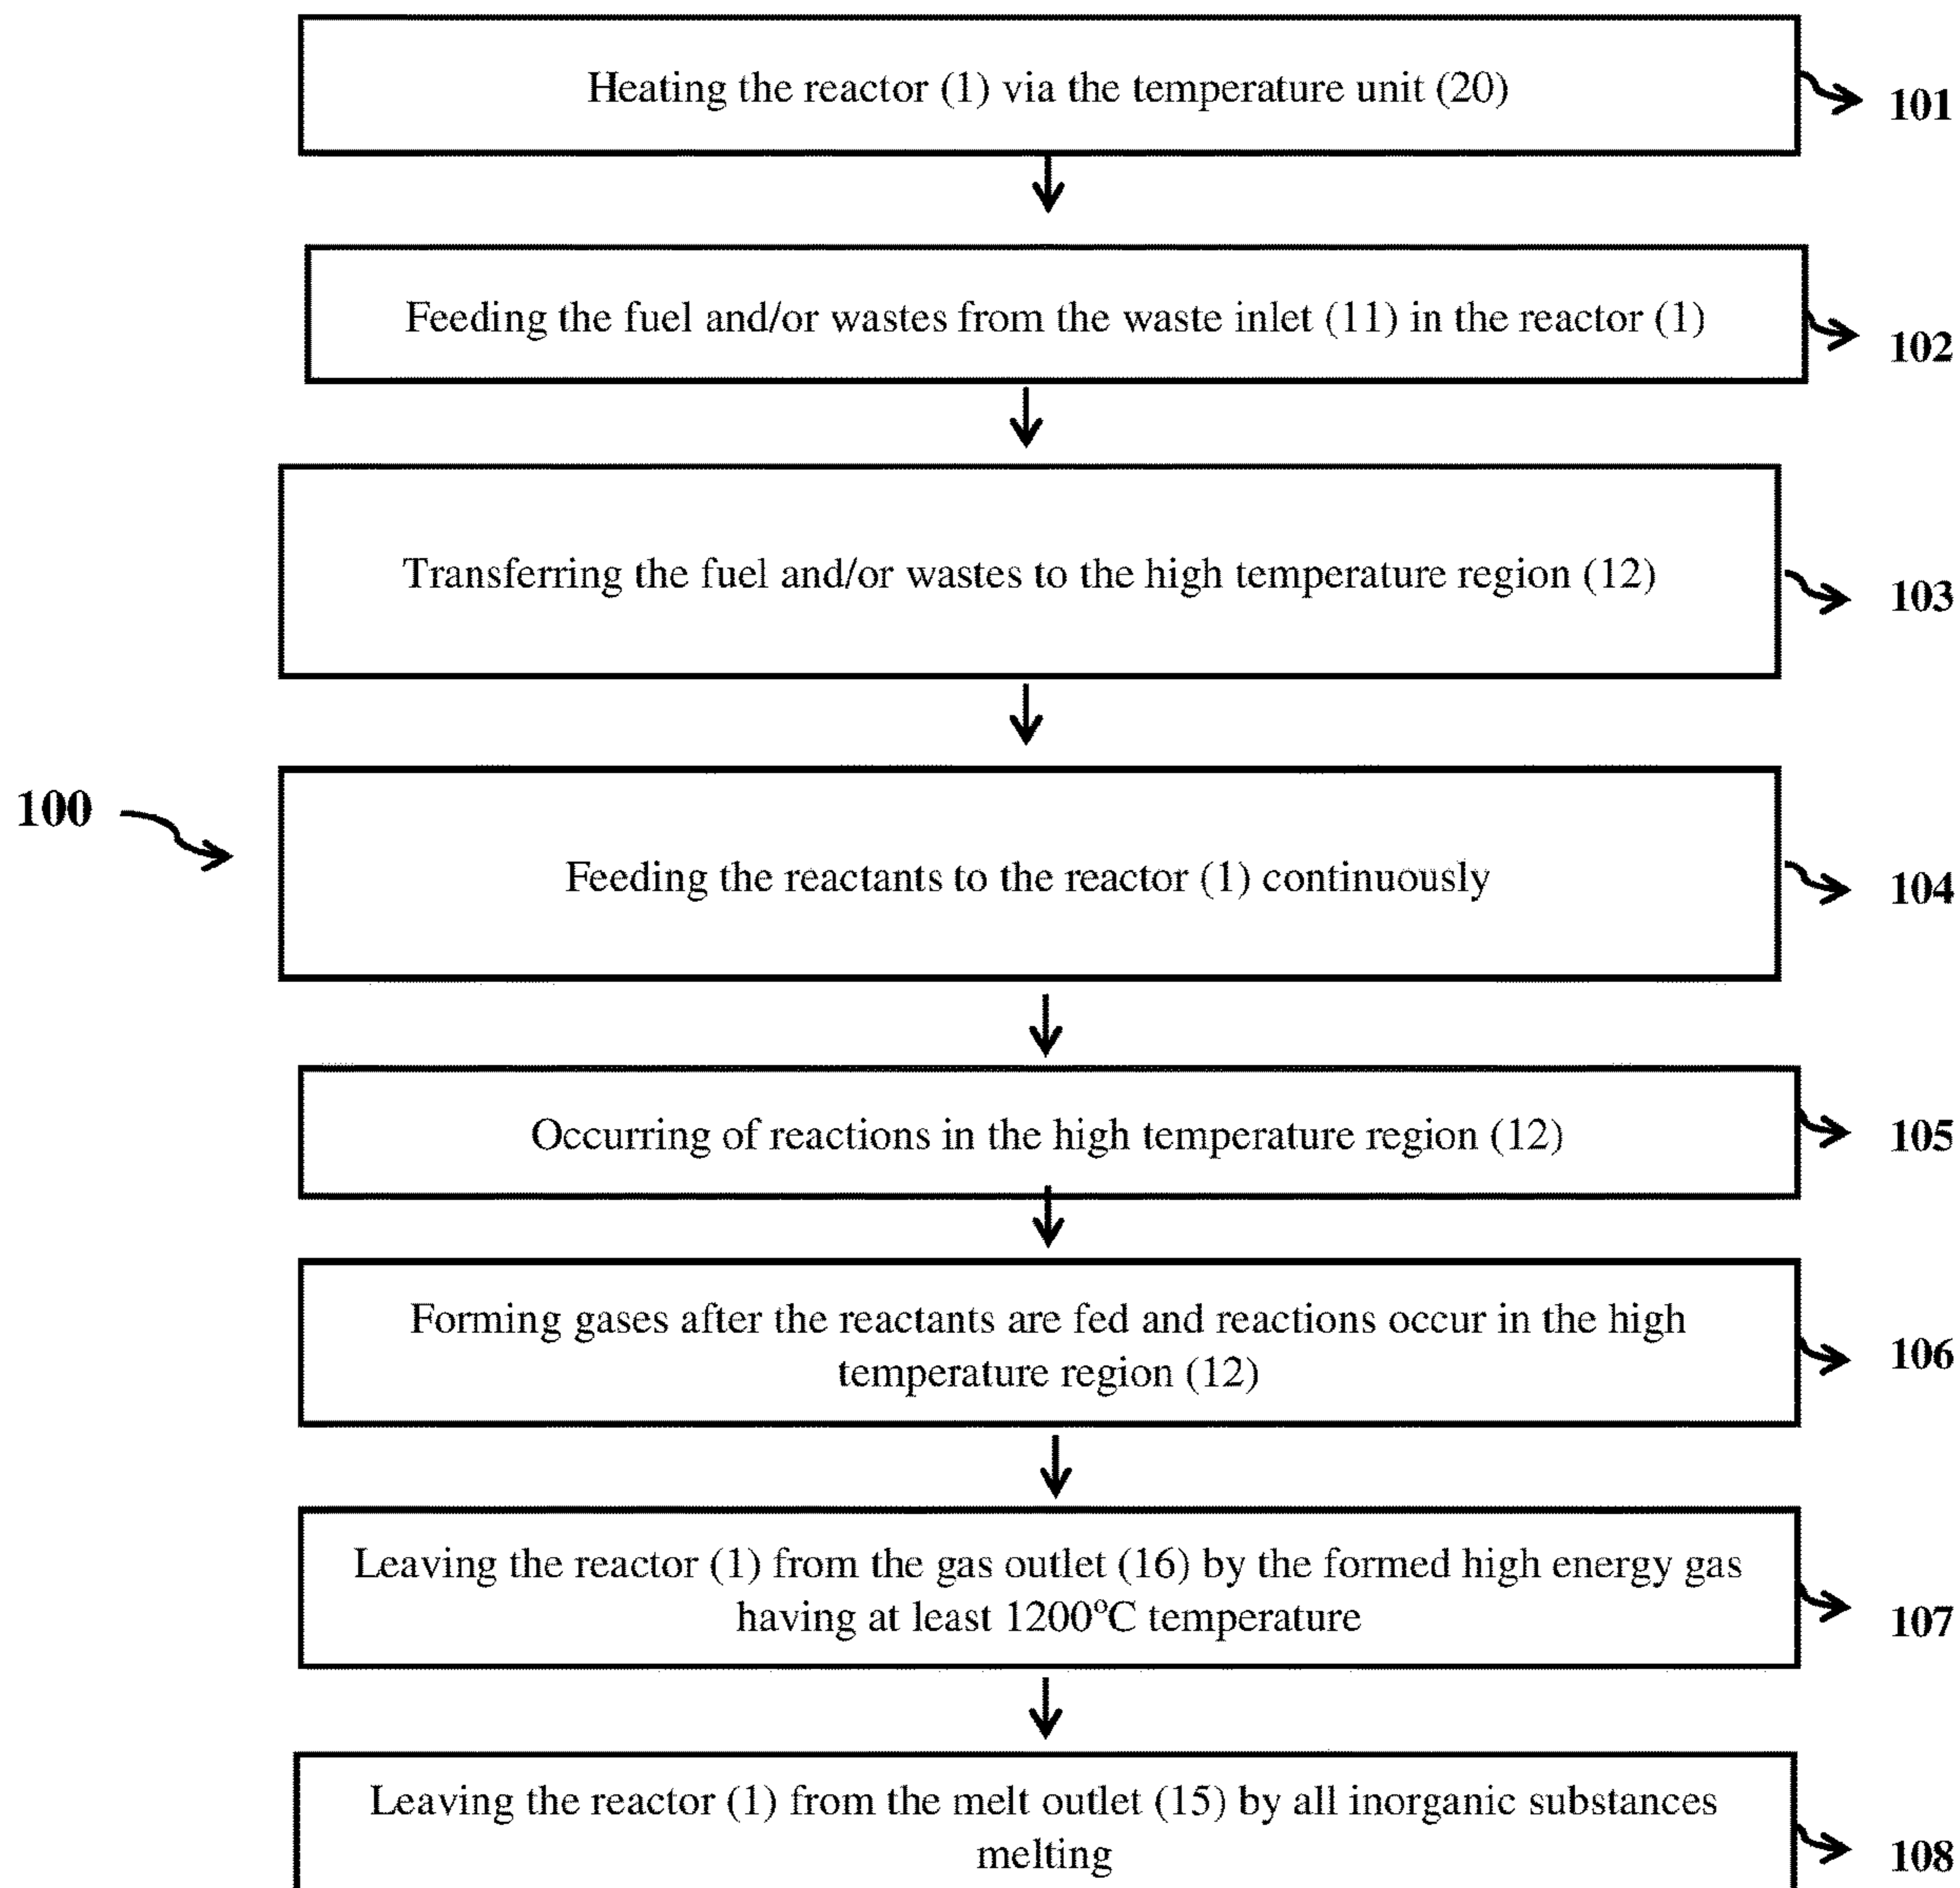 Heating the reactor (1) via the temperature unit (20)
101
Feeding the fuel and/or wastes from the waste inlet (11) in the reactor (1)
102
Transferring the fuel and/or wastes to the high temperature region (12)
103
100
Feeding the reactants to the reactor (1) continuously
104
Occurring of reactions in the high temperature region (12)
105
Forming gases after the reactants are fed and reactions occur in the high
temperature region (12)
106
Leaving the reactor (1) from the gas outlet (16) by the formed high energy gas
having at least 1200°C temperature
107
Leaving the reactor (1) from the melt outlet (15) by all inorganic substances
melting
108